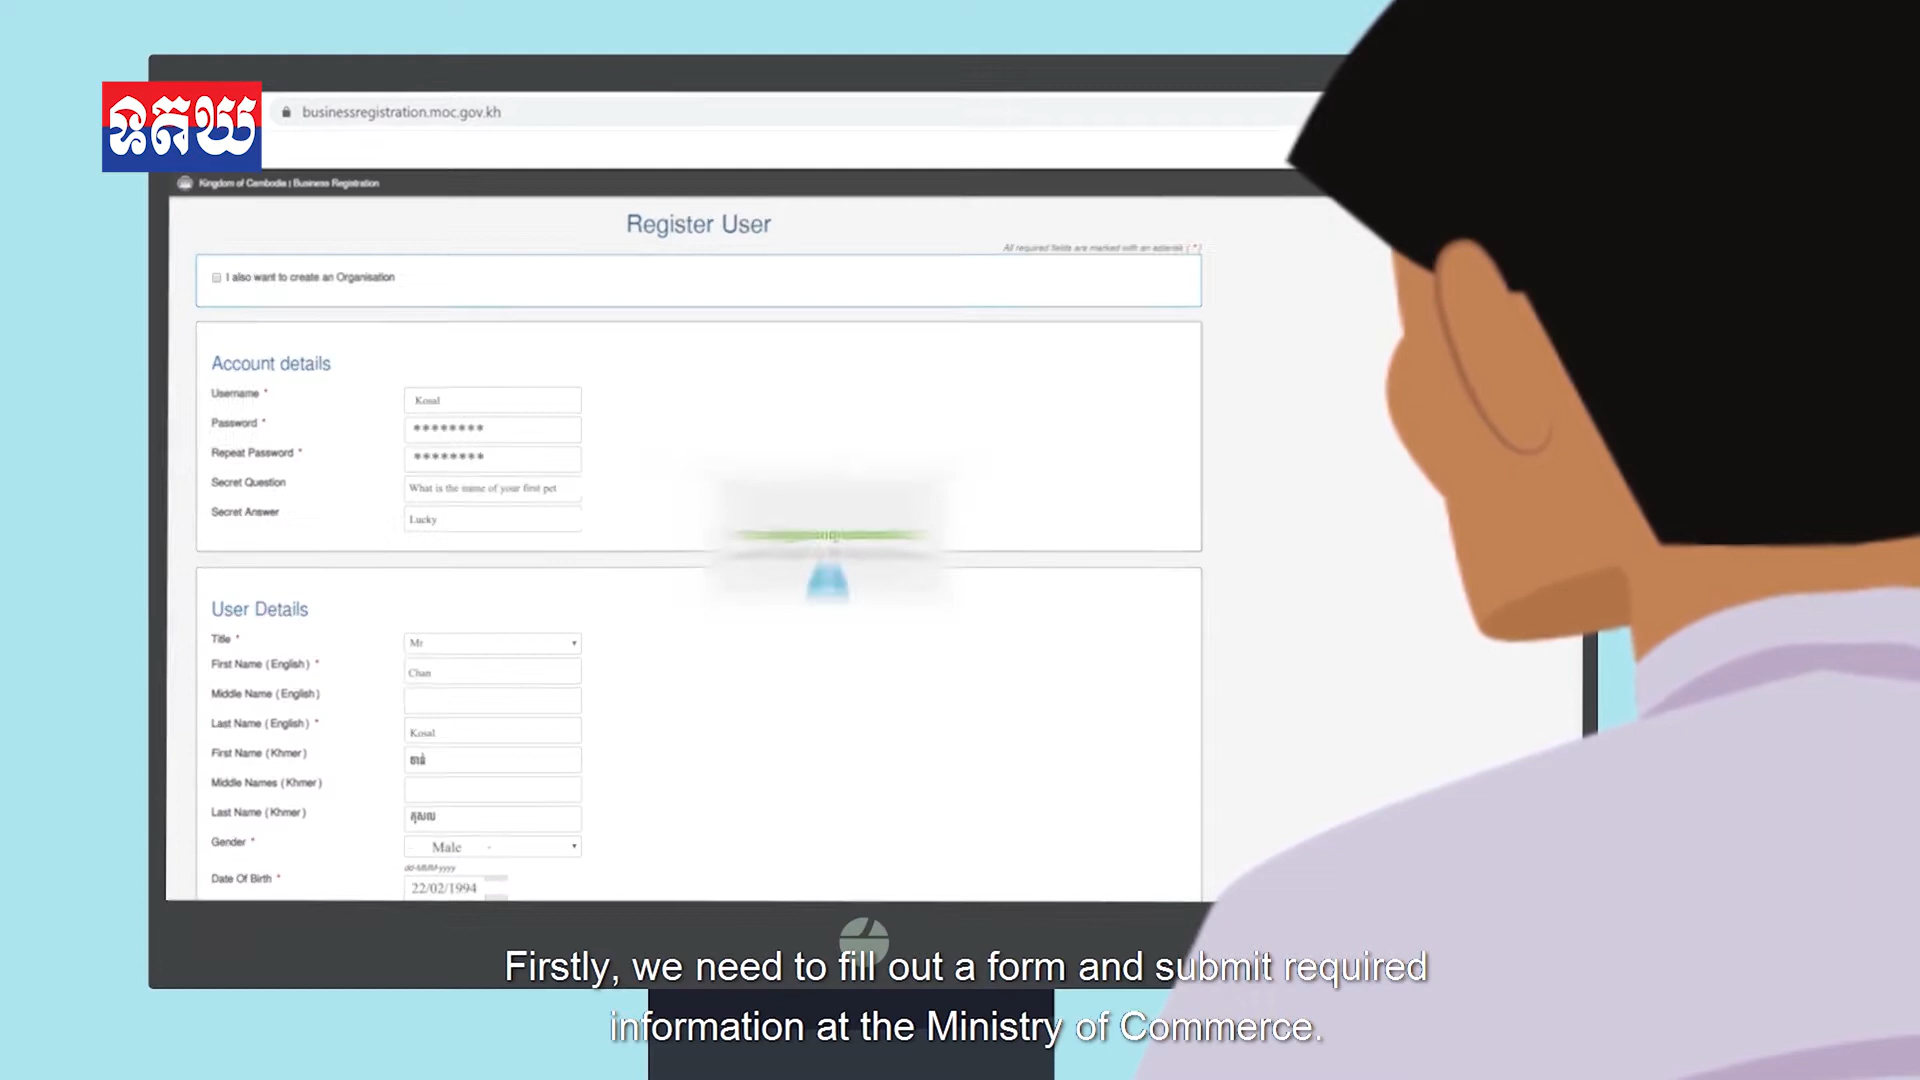 ឌីភយ
businessregistration.moc.gov.kh
Kingdom of Cambodia | Business Registration
Register User
All required fields are marked with an asterisk ( * )
I also want to create an Organisation
Account details
Username * Kosal
Password * ********
Repeat Password * ********
Secret Question What is the name of your first pet
Secret Answer Lucky
User Details
Title * Mr
First Name ( English ) * Chan
Middle Name ( English )
Last Name ( English ) * Kosal
First Name ( Khmer ) ចាន់
Middle Names ( Khmer )
Last Name ( Khmer ) កុសល
Gender * Male -
dd-MMM-yyyy
Date Of Birth * 22/02/1994
Firstly, we need to fill out a form and submit required
information at the Ministry of Commerce.